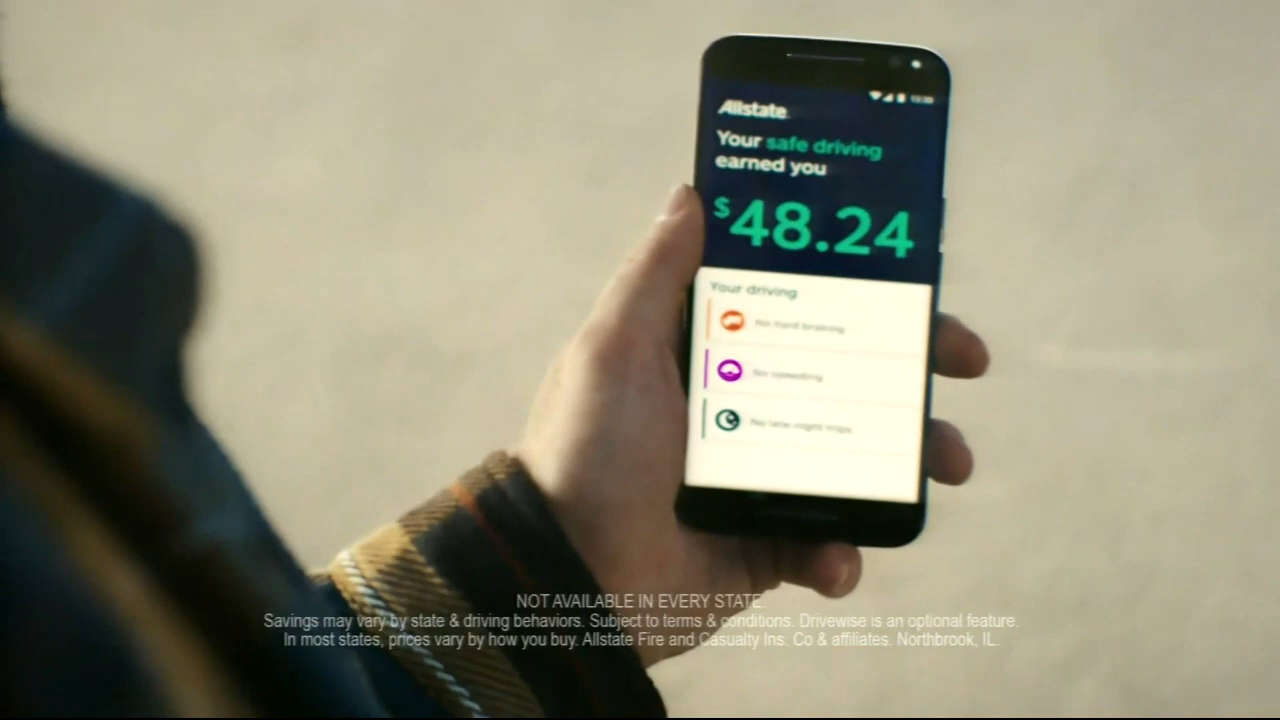 Allstate
Your safe driving
earned you
$48.24
Your driving
No hard braking
No speeding
No late night trips
NOT AVAILABLE IN EVERY STATE.
Savings may vary by state & driving behaviors. Subject to terms & conditions. Drivewise is an optional feature.
In most states, prices vary by how you buy. Allstate Fire and Casualty Ins. Co & affiliates. Northbrook, IL.